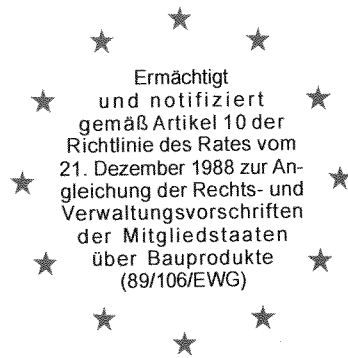 Ermächtigt
und notifiziert
gemäß Artikel 10 der
Richtlinie des Rates vom
21. Dezember 1988 zur An-
gleichung der Rechts- und
Verwaltungsvorschriften
der Mitgliedstaaten
über Bauprodukte
(89/106/EWG)